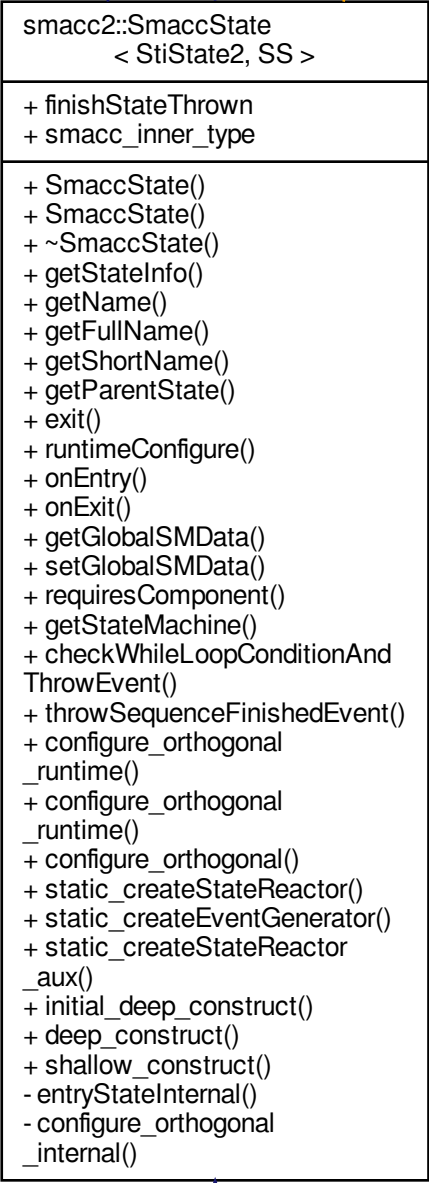 smacc2::SmaccState
< StiState2, SS >
+ finishStateThrown
+ smacc_inner_type
+ SmaccState()
+ SmaccState()
+ ~SmaccState()
+ getStateInfo()
+ getName()
+ getFullName()
+ getShortName()
+ getParentState()
+ exit()
+ runtimeConfigure()
+ onEntry()
+ onExit()
+ getGlobalSMData()
+ setGlobalSMData()
+ requiresComponent()
+ getStateMachine()
+ checkWhileLoopConditionAnd
ThrowEvent()
+ throwSequenceFinishedEvent()
+ configure_orthogonal
_runtime()
+ configure_orthogonal
_runtime()
+ configure_orthogonal()
+ static_createStateReactor()
+ static_createEventGenerator()
+ static_createStateReactor
_aux()
+ initial_deep_construct()
+ deep_construct()
+ shallow_construct()
- entryStateInternal()
- configure_orthogonal
_internal()